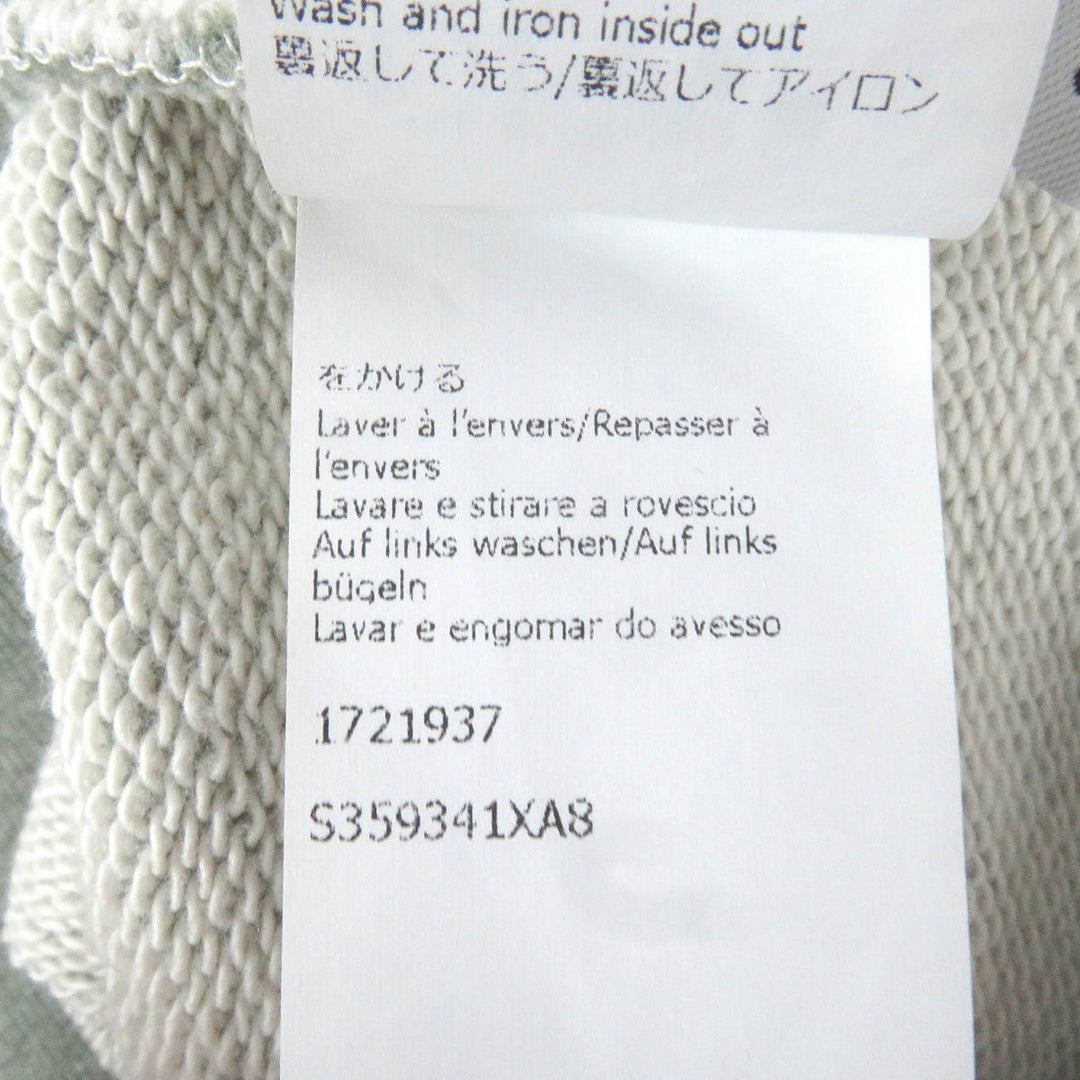 Wash and iron inside out
裏返して洗う/裏返してアイロン
をかける
Laver à l'envers/Repasser à
l'envers
Lavare e stirare a rovescio
Auf links waschen/Auf links
bügeln
Lavar e engomar do avesso
1721937
S359341XA8